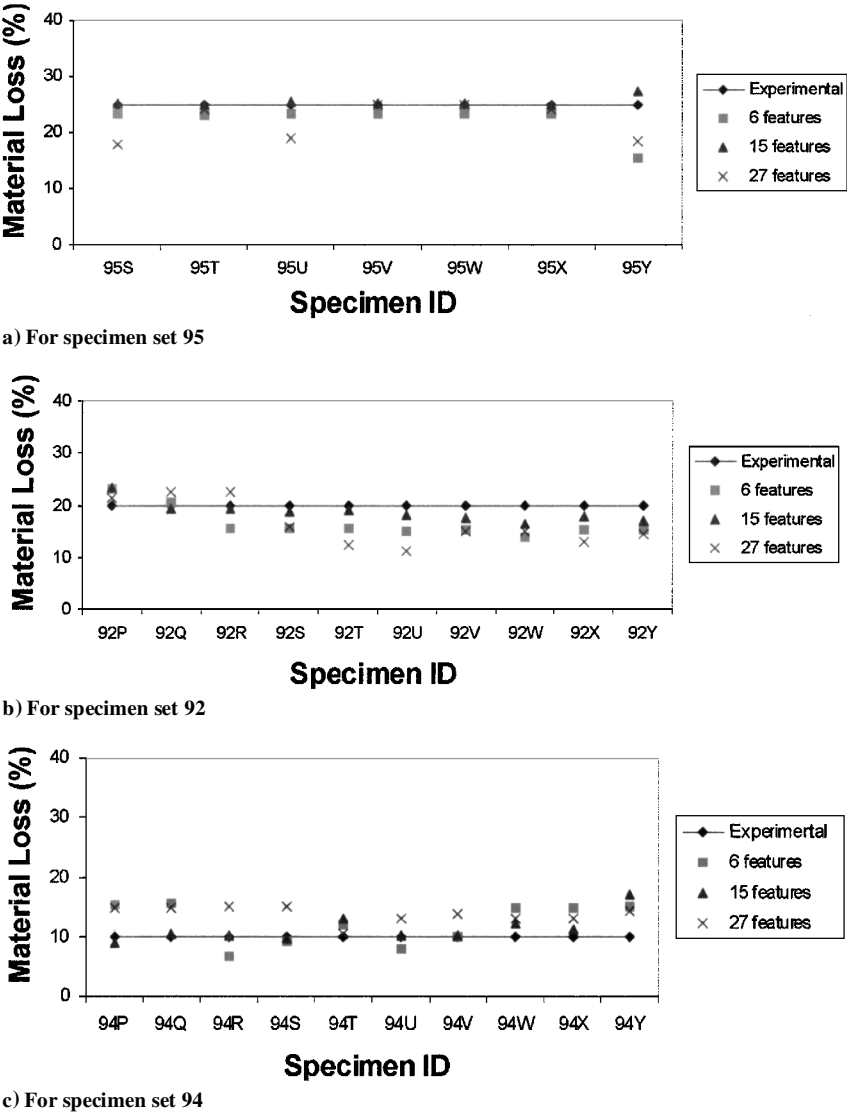 Material Loss (%)
40
30
20
10
0
95S 95T 95U 95V 95W 95X 95Y
Specimen ID
Experimental
6 features
15 features
27 features
a) For specimen set 95
Material Loss (%)
40
30
20
10
0
92P 92Q 92R 92S 92T 92U 92V 92W 92X 92Y
Specimen ID
Experimental
6 features
15 features
27 features
b) For specimen set 92
Material Loss (%)
40
30
20
10
0
94P 94Q 94R 94S 94T 94U 94V 94W 94X 94Y
Specimen ID
Experimental
6 features
15 features
27 features
c) For specimen set 94